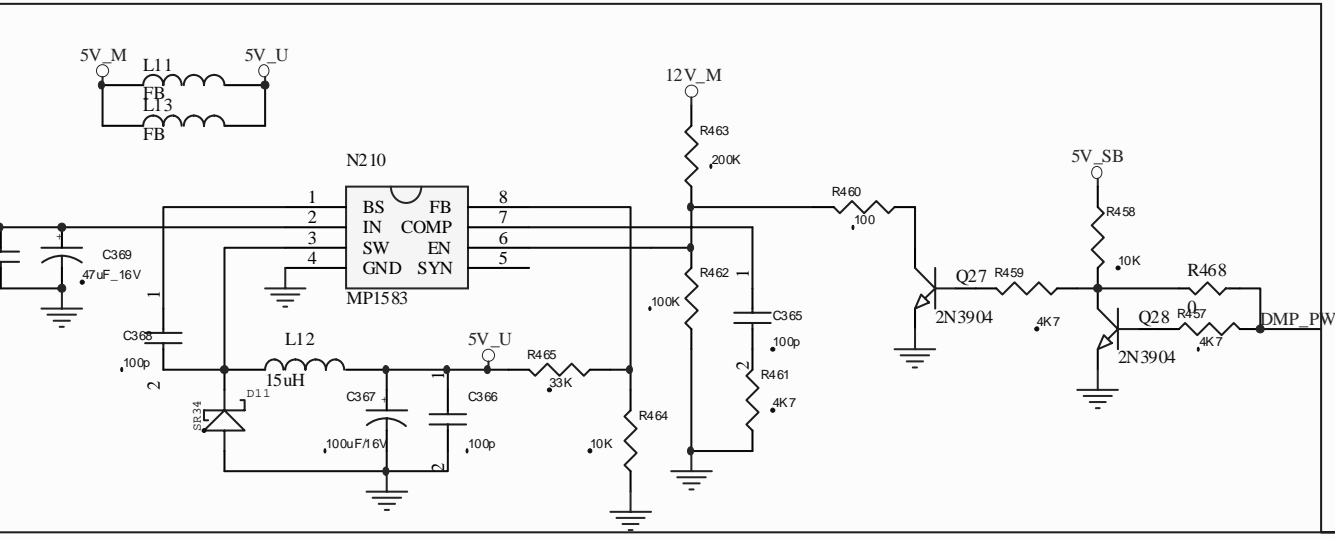 5V_M
5V_U
L11
FB
L13
FB
12V_M
R463
200K
N210
5V_SB
1
BS
FB
8
R460
100
R458
10K
2
IN
COMP
7
3
SW
EN
6
4
GND
SYN
5
MP1583
C369
+
47uF_16V
R462
100K
1
C365
100p
2
R461
4K7
Q27
2N3904
R459
4K7
R468
0
Q28
2N3904
R457
4K7
DMP_PW
1
C368
100p
2
L12
15uH
5V_U
R465
33K
D11
SR34
C367
+
100uF/16V
1
C366
100p
2
R464
10K